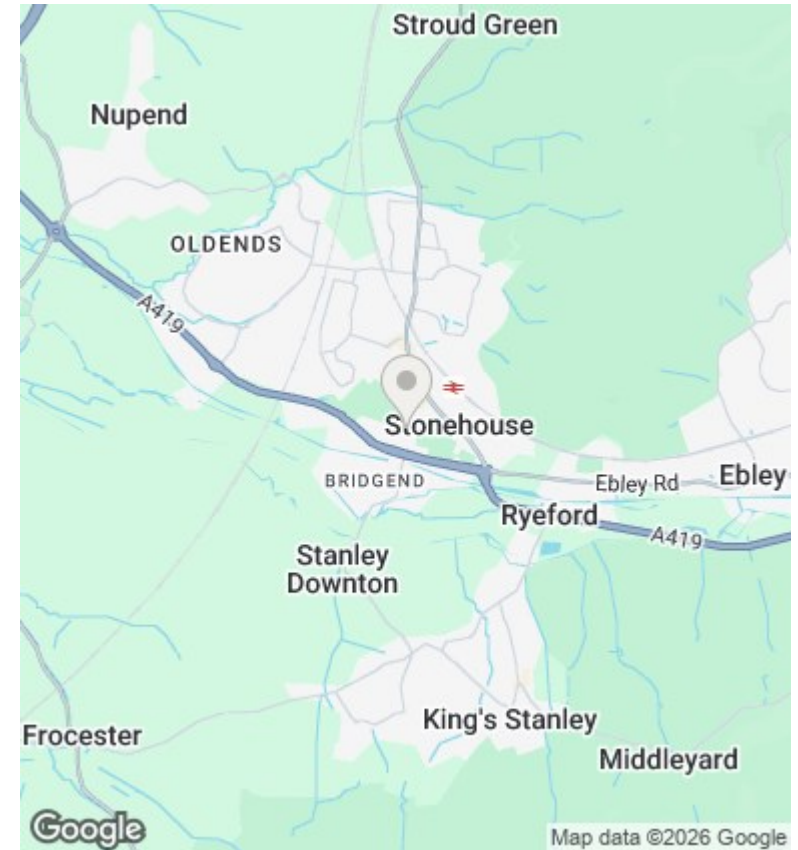 Stroud Green
Nupend
OLDENDS
A419
Stonehouse
BRIDGEND
Ebley Rd
Ebley
Ryeford
A419
Stanley
Downton
King's Stanley
Frocester
Middleyard
Google
Map data ©2026 Google